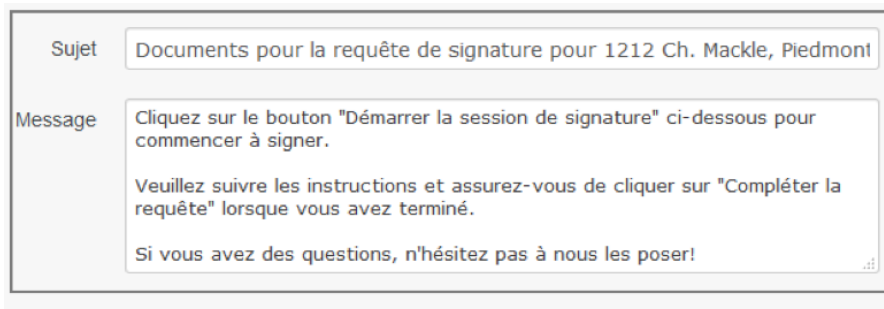 Sujet
Documents pour la requête de signature pour 1212 Ch. Mackle, Piedmont
Message
Cliquez sur le bouton "Démarrer la session de signature" ci-dessous pour
commencer à signer.
Veuillez suivre les instructions et assurez-vous de cliquer sur "Compléter la
requête" lorsque vous avez terminé.
Si vous avez des questions, n'hésitez pas à nous les poser!